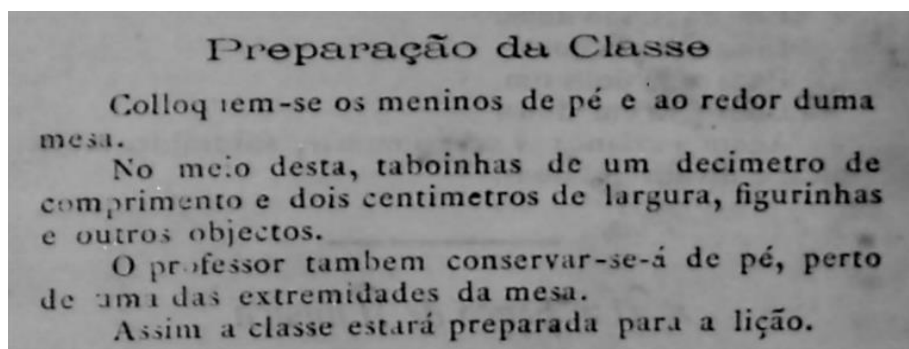 Preparação da Classe
Colloquem-se os meninos de pé e ao redor duma
mesa.
No meio desta, taboinhas de um decimetro de
comprimento e dois centimetros de largura, figurinhas
e outros objectos.
O professor tambem conservar-se-á de pé, perto
de uma das extremidades da mesa.
Assim a classe estará preparada para a lição.